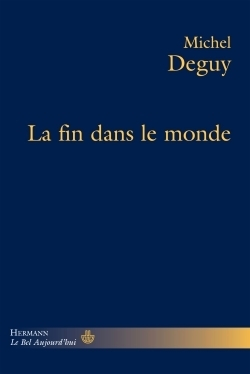 Michel
Deguy
La fin dans le monde
HERMANN
Le Bel Aujourd'hui